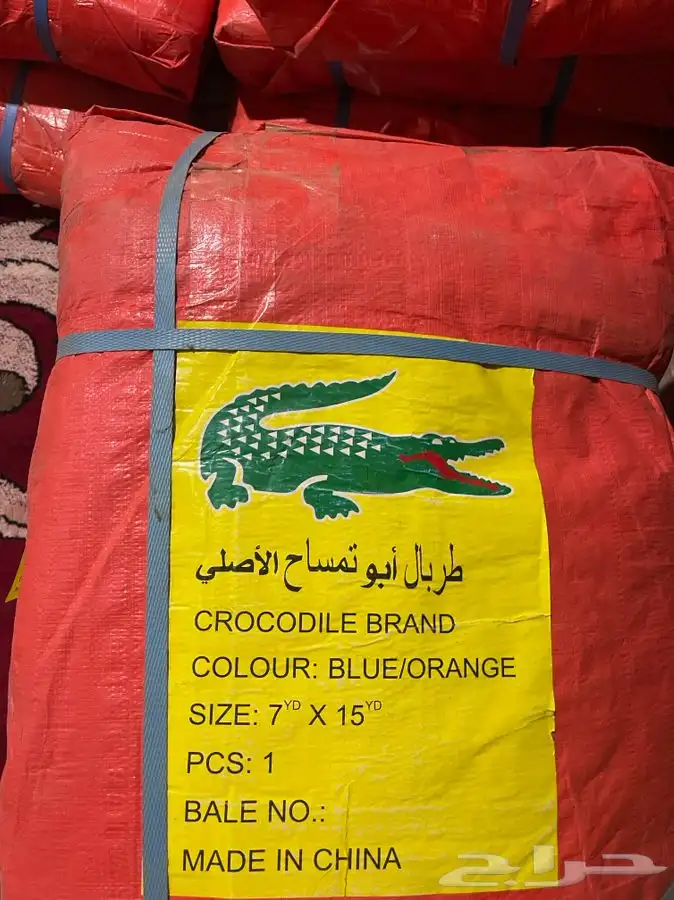 طربال أبو تمساح الأصلي
CROCODILE BRAND
COLOUR: BLUE/ORANGE
SIZE: 7YD X 15YD
PCS: 1
BALE NO.:
MADE IN CHINA
حراج